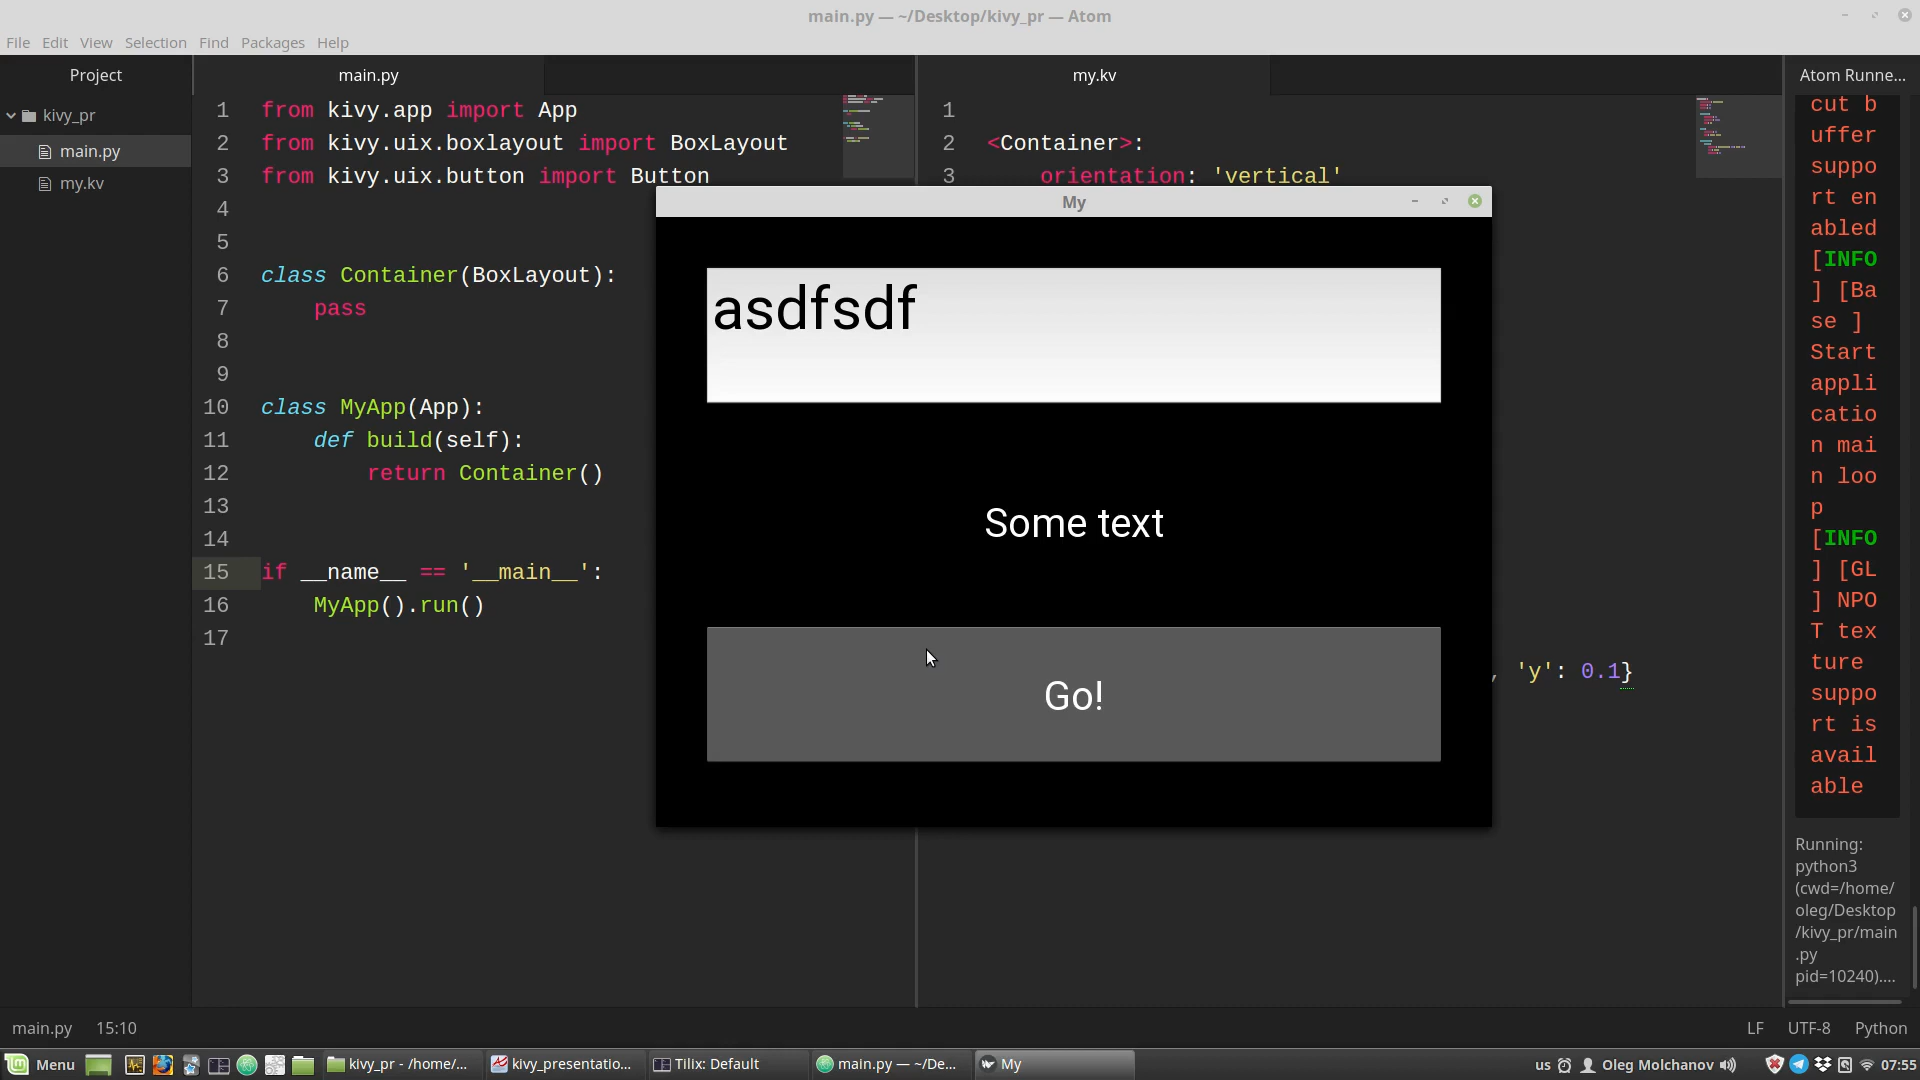 main.py — ~/Desktop/kivy_pr — Atom
File Edit View Selection Find Packages Help
Project
kivy_pr
main.py
my.kv
main.py
1 from kivy.app import App
2 from kivy.uix.boxlayout import BoxLayout
3 from kivy.uix.button import Button
4
5
6 class Container(BoxLayout):
7 pass
8
9
10 class MyApp(App):
11 def build(self):
12 return Container()
13
14
15 if __name__ == '__main__':
16 MyApp().run()
17
my.kv
1
2 <Container>:
3 orientation: 'vertical'
, 'y': 0.1}
My
asdfsdf
Some text
Go!
Atom Runne...
cut b
uffer
suppo
rt en
abled
[INFO
] [Ba
se ]
Start
appli
catio
n mai
n loo
p
[INFO
] [GL
] NPO
T tex
ture
suppo
rt is
avail
able
Running:
python3
(cwd=/home/
oleg/Desktop
/kivy_pr/main
.py
pid=10240)....
main.py 15:10
LF UTF-8 Python
Menu
kivy_pr - /home/...
kivy_presentatio...
Tilix: Default
main.py — ~/De...
My
us
Oleg Molchanov
07:55